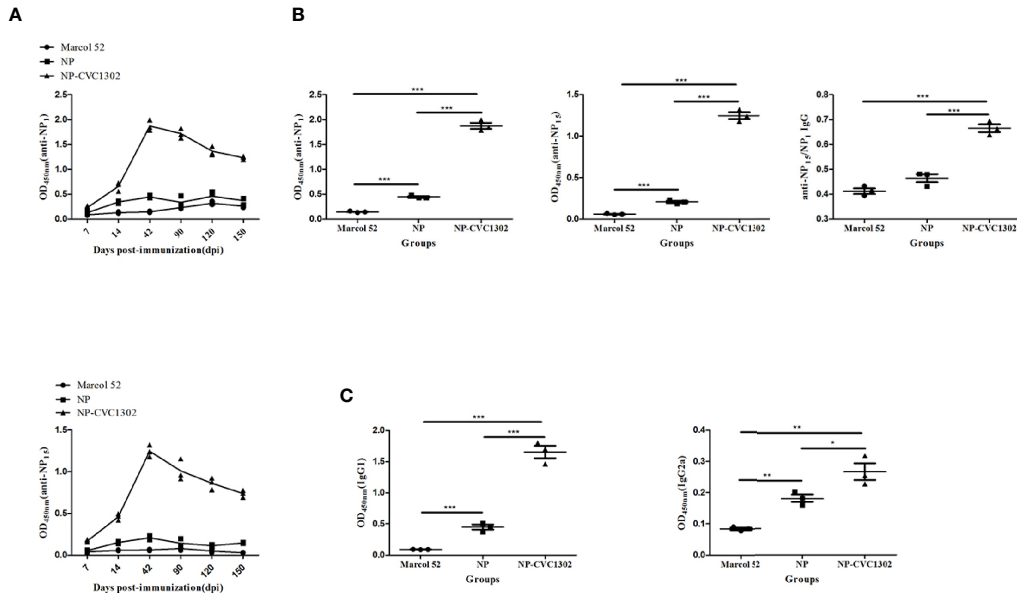 A
Marcol 52
NP
NP-CVC1302
OD450nm(anti-NP1)
2.5
2.0
1.5
1.0
0.5
0.0
7 14 42 90 120 150
Days post-immunization(dpi)
B
OD450nm(anti-NP1)
2.5
2.0
1.5
1.0
0.5
0.0
***
***
***
Marcol 52 NP NP-CVC1302
Groups
OD450nm(anti-NP15)
1.5
1.0
0.5
0.0
***
***
***
Marcol 52 NP NP-CVC1302
Groups
anti-NP15/NP1 IgG
0.8
0.7
0.6
0.5
0.4
0.3
***
***
Marcol 52 NP NP-CVC1302
Groups
Marcol 52
NP
NP-CVC1302
OD450nm(anti-NP15)
1.5
1.0
0.5
0.0
7 14 42 90 120 150
Days post-immunization(dpi)
C
OD450nm(IgG1)
2.0
1.5
1.0
0.5
0.0
***
***
***
Marcol 52 NP NP-CVC1302
Groups
OD450nm(IgG2a)
0.4
0.3
0.2
0.1
0.0
**
*
**
Marcol 52 NP NP-CVC1302
Groups